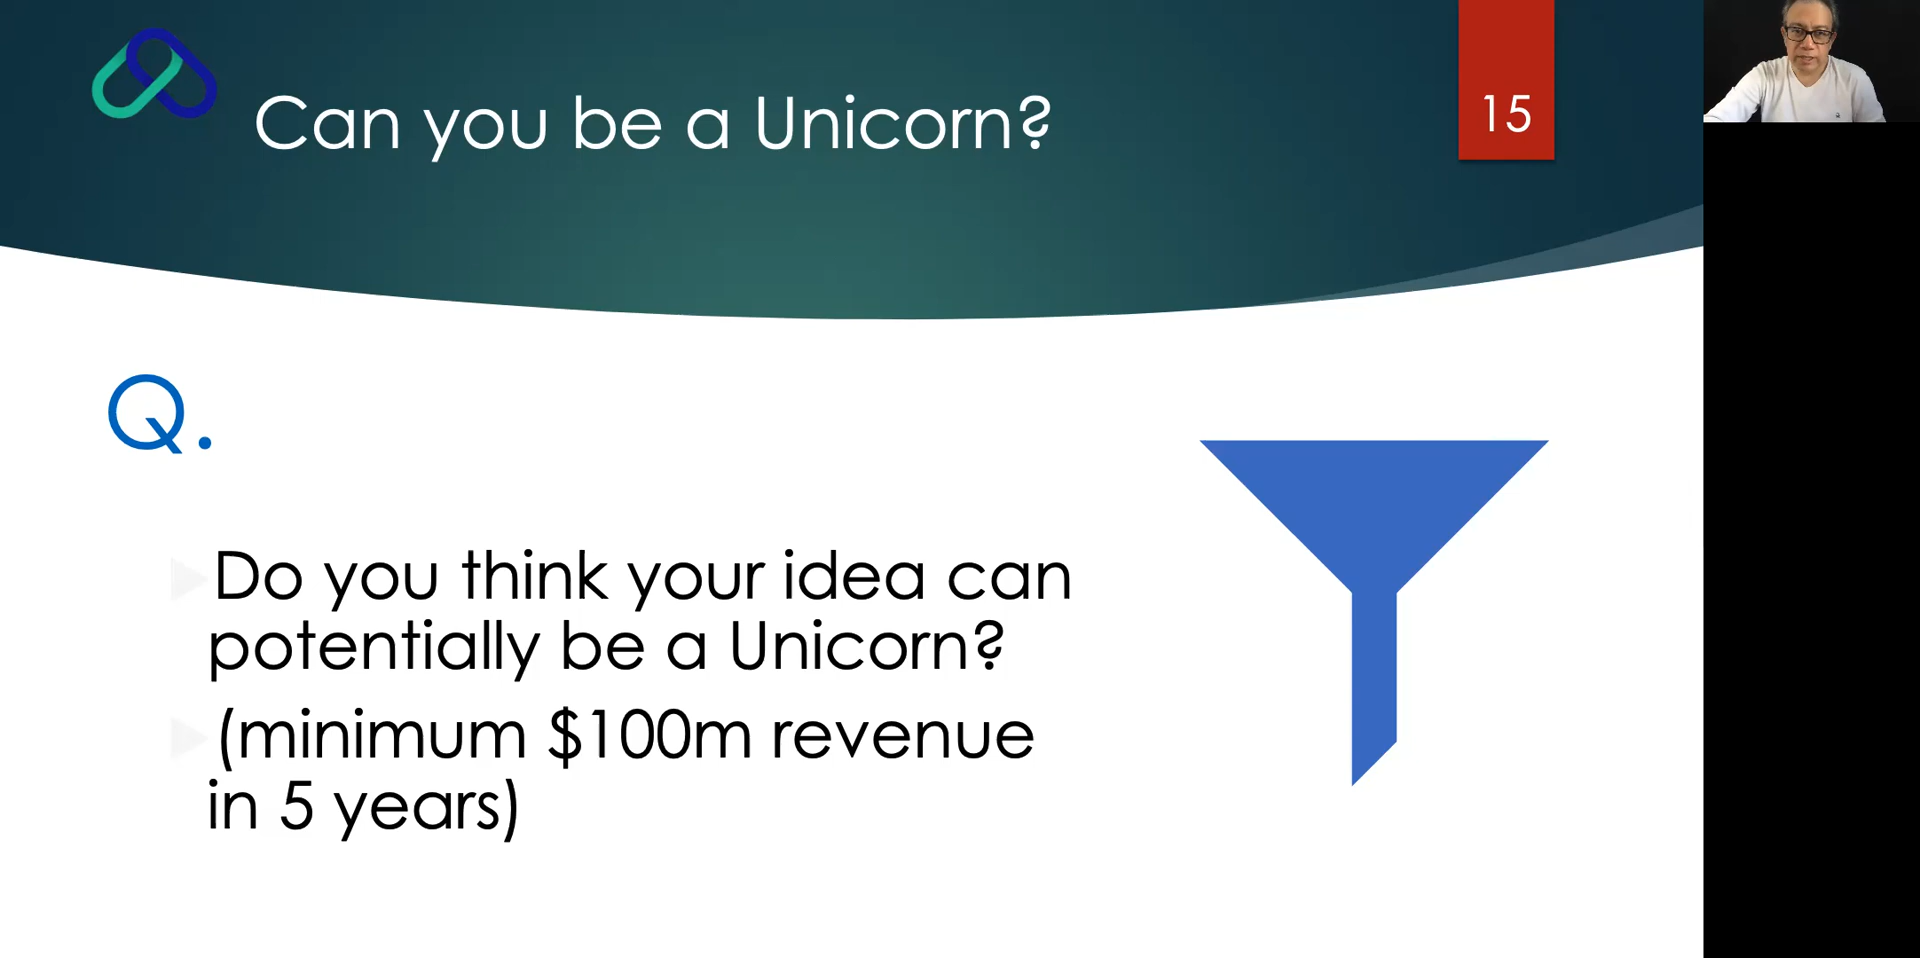 Can you be a Unicorn?
15
Q.
Do you think your idea can
potentially be a Unicorn?
(minimum $100m revenue
in 5 years)